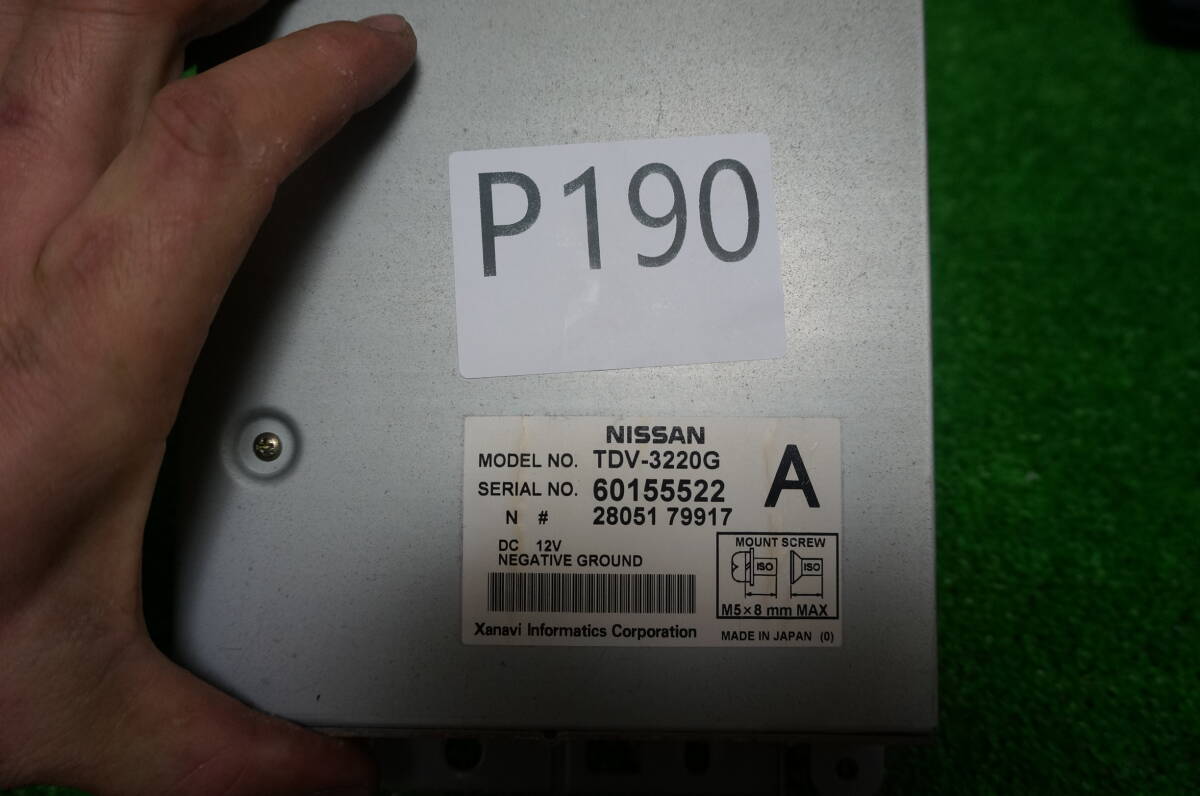 P190
NISSAN
MODEL NO. TDV-3220G
A
SERIAL NO. 60155522
N # 28051 79917
DC 12V
NEGATIVE GROUND
MOUNT SCREW
ISO ISO
M5×8 mm MAX
Xanavi Informatics Corporation
MADE IN JAPAN (0)